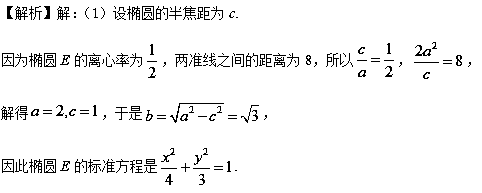 【解析】解：（1）设椭圆的半焦距为 c.
因为椭圆 E 的离心率为 $\frac{1}{2}$，两准线之间的距离为 8，所以 $\frac{c}{a}=\frac{1}{2}$，$\frac{2a^2}{c}=8$，
解得 $a=2,c=1$，于是 $b=\sqrt{a^2-c^2}=\sqrt{3}$，
因此椭圆 E 的标准方程是 $\frac{x^2}{4}+\frac{y^2}{3}=1$.